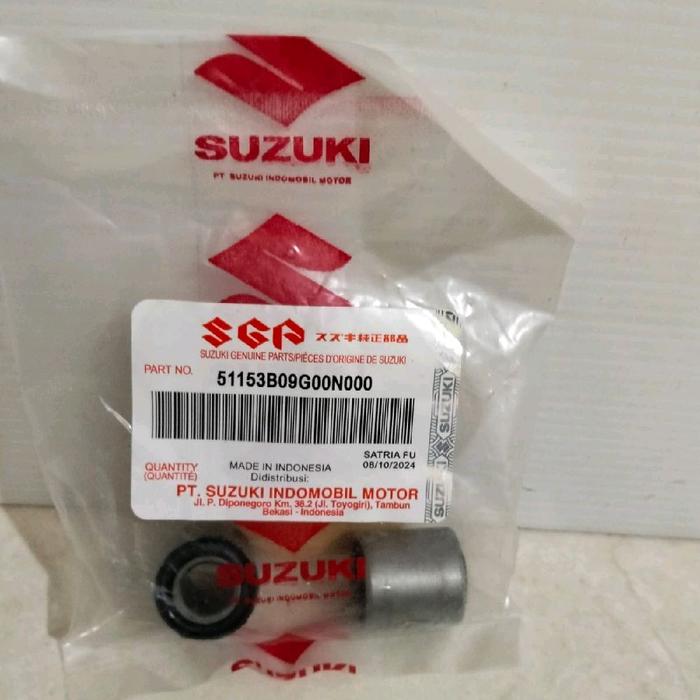 SUZUKI
PT. SUZUKI INDOMOBIL MOTOR
SGP スズキ純正部品
SUZUKI GENUINE PARTS/PIÈCES D'ORIGINE DE SUZUKI
PART NO. 51153B09G00N000
SATRIA FU
08/10/2024
QUANTITY
(QUANTITÉ)
MADE IN INDONESIA
Didistribusi:
PT. SUZUKI INDOMOBIL MOTOR
Jl. P. Diponegoro Km. 38.2 (Jl. Toyogiri), Tambun
Bekasi - Indonesia
SUZUKI
SUZUKI
SUZUKI
PT. SUZUKI INDOMOBIL MOTOR
SUZUKI